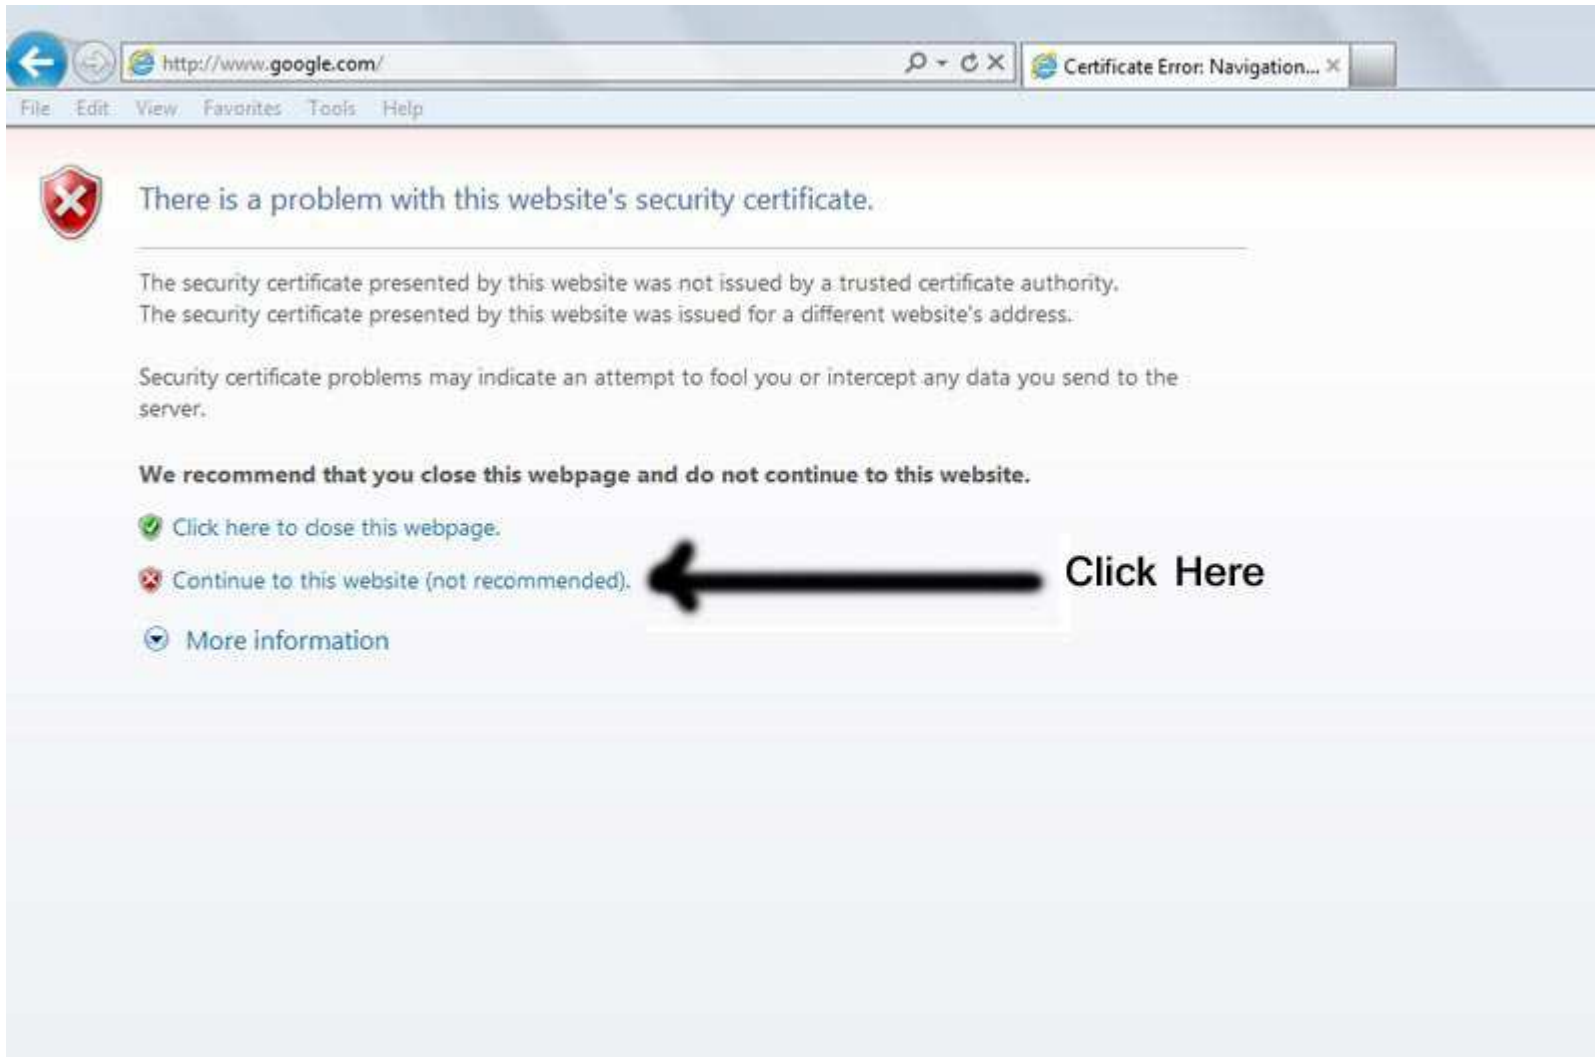 http://www.google.com/
Certificate Error: Navigation...
File Edit View Favorites Tools Help
There is a problem with this website's security certificate.
The security certificate presented by this website was not issued by a trusted certificate authority.
The security certificate presented by this website was issued for a different website's address.
Security certificate problems may indicate an attempt to fool you or intercept any data you send to the
server.
We recommend that you close this webpage and do not continue to this website.
Click here to close this webpage.
Continue to this website (not recommended).
Click Here
More information